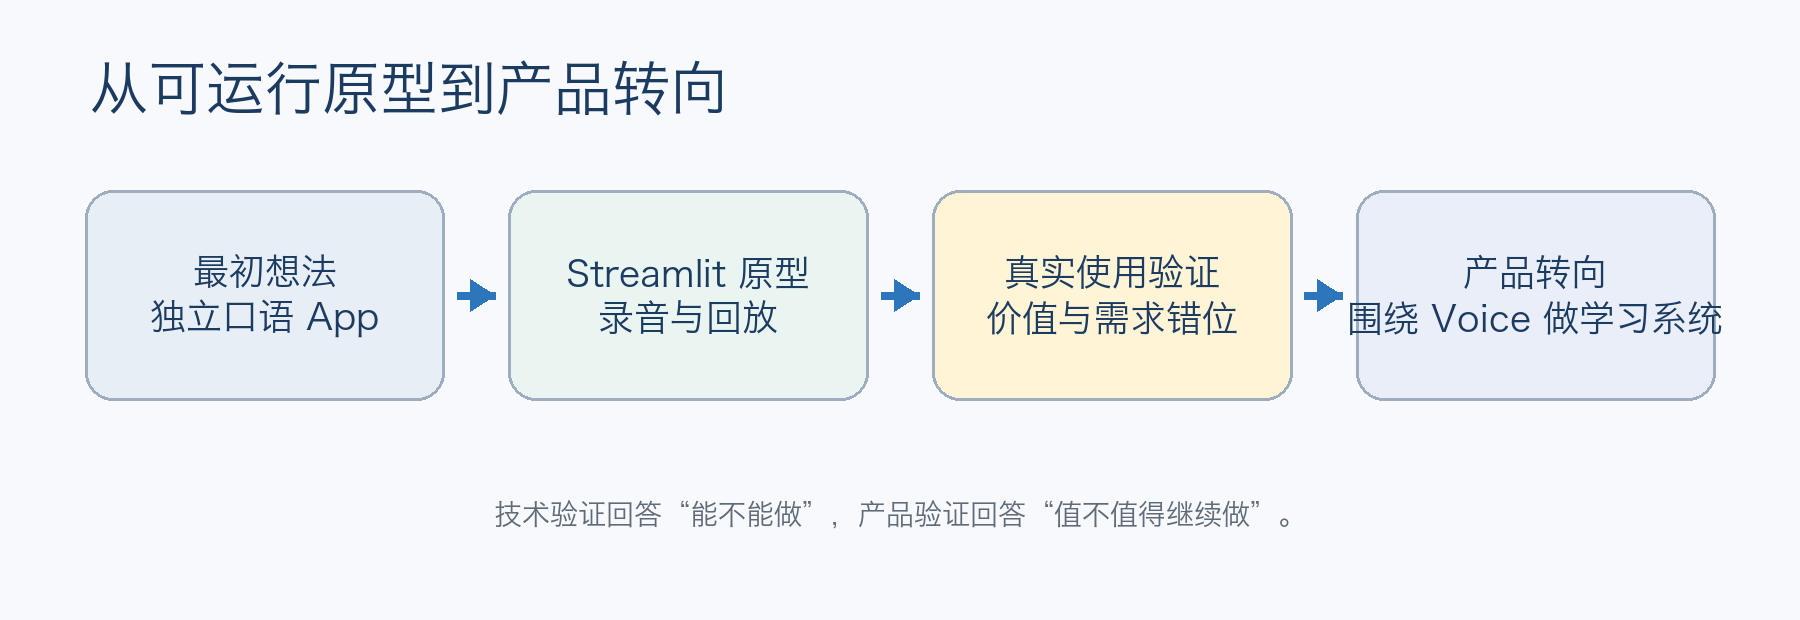 从可运行原型到产品转向
最初想法
独立口语 App
Streamlit 原型
录音与回放
真实使用验证
价值与需求错位
产品转向
围绕 Voice 做学习系统
技术验证回答“能不能做”，产品验证回答“值不值得继续做”。